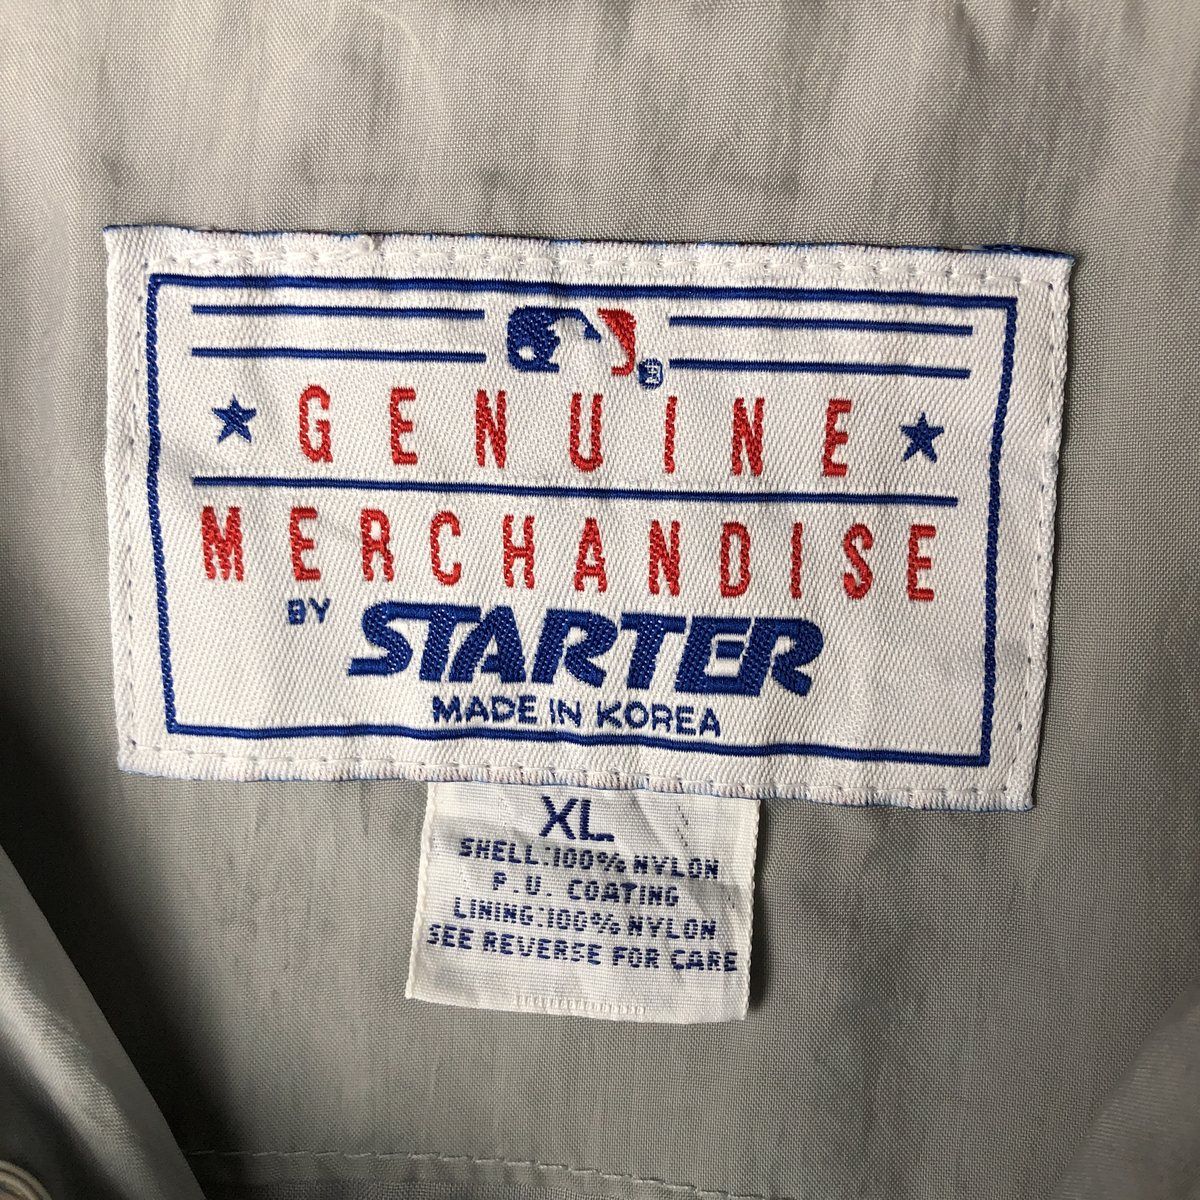 GENUINE
MERCHANDISE
BY STARTER
MADE IN KOREA
XL
SHELL:100% NYLON
P.U. COATING
LINING:100% NYLON
SEE REVERSE FOR CARE